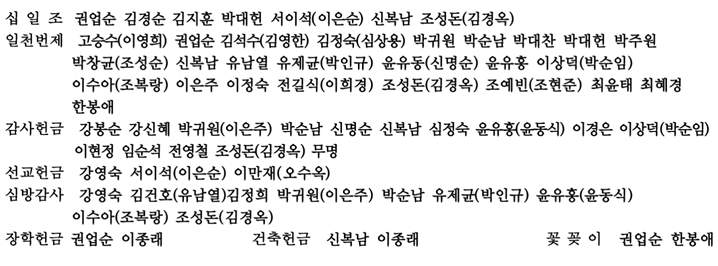 십 일 조 권업순 김경순 김지훈 박대헌 서이석(이은순) 신복남 조성돈(김경옥)
일천번제 고승수(이영희) 권업순 김석수(김영한) 김정숙(심상용) 박귀원 박순남 박대찬 박대헌 박주원
박창균(조성순) 신복남 유남열 유제균(박인규) 윤유동(신명순) 윤유홍 이상덕(박순임)
이수아(조복랑) 이은주 이정숙 전길식(이희경) 조성돈(김경옥) 조예빈(조현준) 최윤태 최혜경
한봉애
감사헌금 강봉순 강신혜 박귀원(이은주) 박순남 신명순 신복남 심정숙 윤유홍(윤동식) 이경은 이상덕(박순임)
이현정 임순석 전영철 조성돈(김경옥) 무명
선교헌금 강영숙 서이석(이은순) 이만재(오수옥)
심방감사 강영숙 김건호(유남열)김정희 박귀원(이은주) 박순남 유제균(박인규) 윤유홍(윤동식)
이수아(조복랑) 조성돈(김경옥)
장학헌금 권업순 이종래 건축헌금 신복남 이종래 꽃 꽂 이 권업순 한봉애